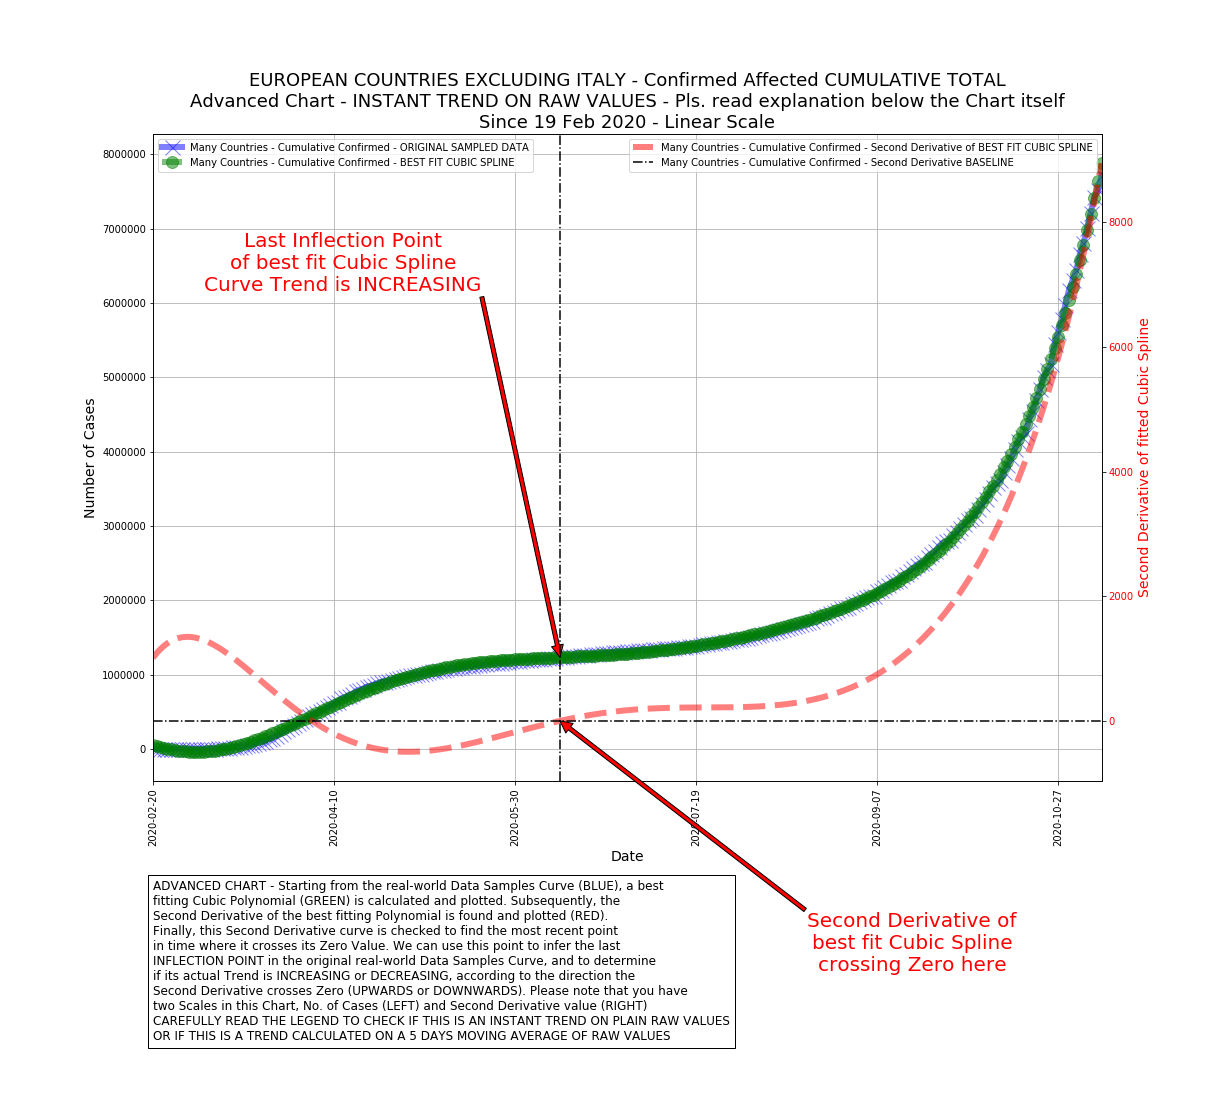 EUROPEAN COUNTRIES EXCLUDING ITALY - Confirmed Affected CUMULATIVE TOTAL
Advanced Chart - INSTANT TREND ON RAW VALUES - Pls. read explanation below the Chart itself
Since 19 Feb 2020 - Linear Scale
Many Countries - Cumulative Confirmed - ORIGINAL SAMPLED DATA
Many Countries - Cumulative Confirmed - BEST FIT CUBIC SPLINE
Many Countries - Cumulative Confirmed - Second Derivative of BEST FIT CUBIC SPLINE
Many Countries - Cumulative Confirmed - Second Derivative BASELINE
8000000
7000000
6000000
5000000
4000000
3000000
2000000
1000000
0
Number of Cases
Last Inflection Point
of best fit Cubic Spline
Curve Trend is INCREASING
8000
6000
4000
2000
0
Second Derivative of fitted Cubic Spline
2020-02-20
2020-04-10
2020-05-30
2020-07-19
2020-09-07
2020-10-27
Date
Second Derivative of
best fit Cubic Spline
crossing Zero here
ADVANCED CHART - Starting from the real-world Data Samples Curve (BLUE), a best
fitting Cubic Polynomial (GREEN) is calculated and plotted. Subsequently, the
Second Derivative of the best fitting Polynomial is found and plotted (RED).
Finally, this Second Derivative curve is checked to find the most recent point
in time where it crosses its Zero Value. We can use this point to infer the last
INFLECTION POINT in the original real-world Data Samples Curve, and to determine
if its actual Trend is INCREASING or DECREASING, according to the direction the
Second Derivative crosses Zero (UPWARDS or DOWNWARDS). Please note that you have
two Scales in this Chart, No. of Cases (LEFT) and Second Derivative value (RIGHT)
CAREFULLY READ THE LEGEND TO CHECK IF THIS IS AN INSTANT TREND ON PLAIN RAW VALUES
OR IF THIS IS A TREND CALCULATED ON A 5 DAYS MOVING AVERAGE OF RAW VALUES